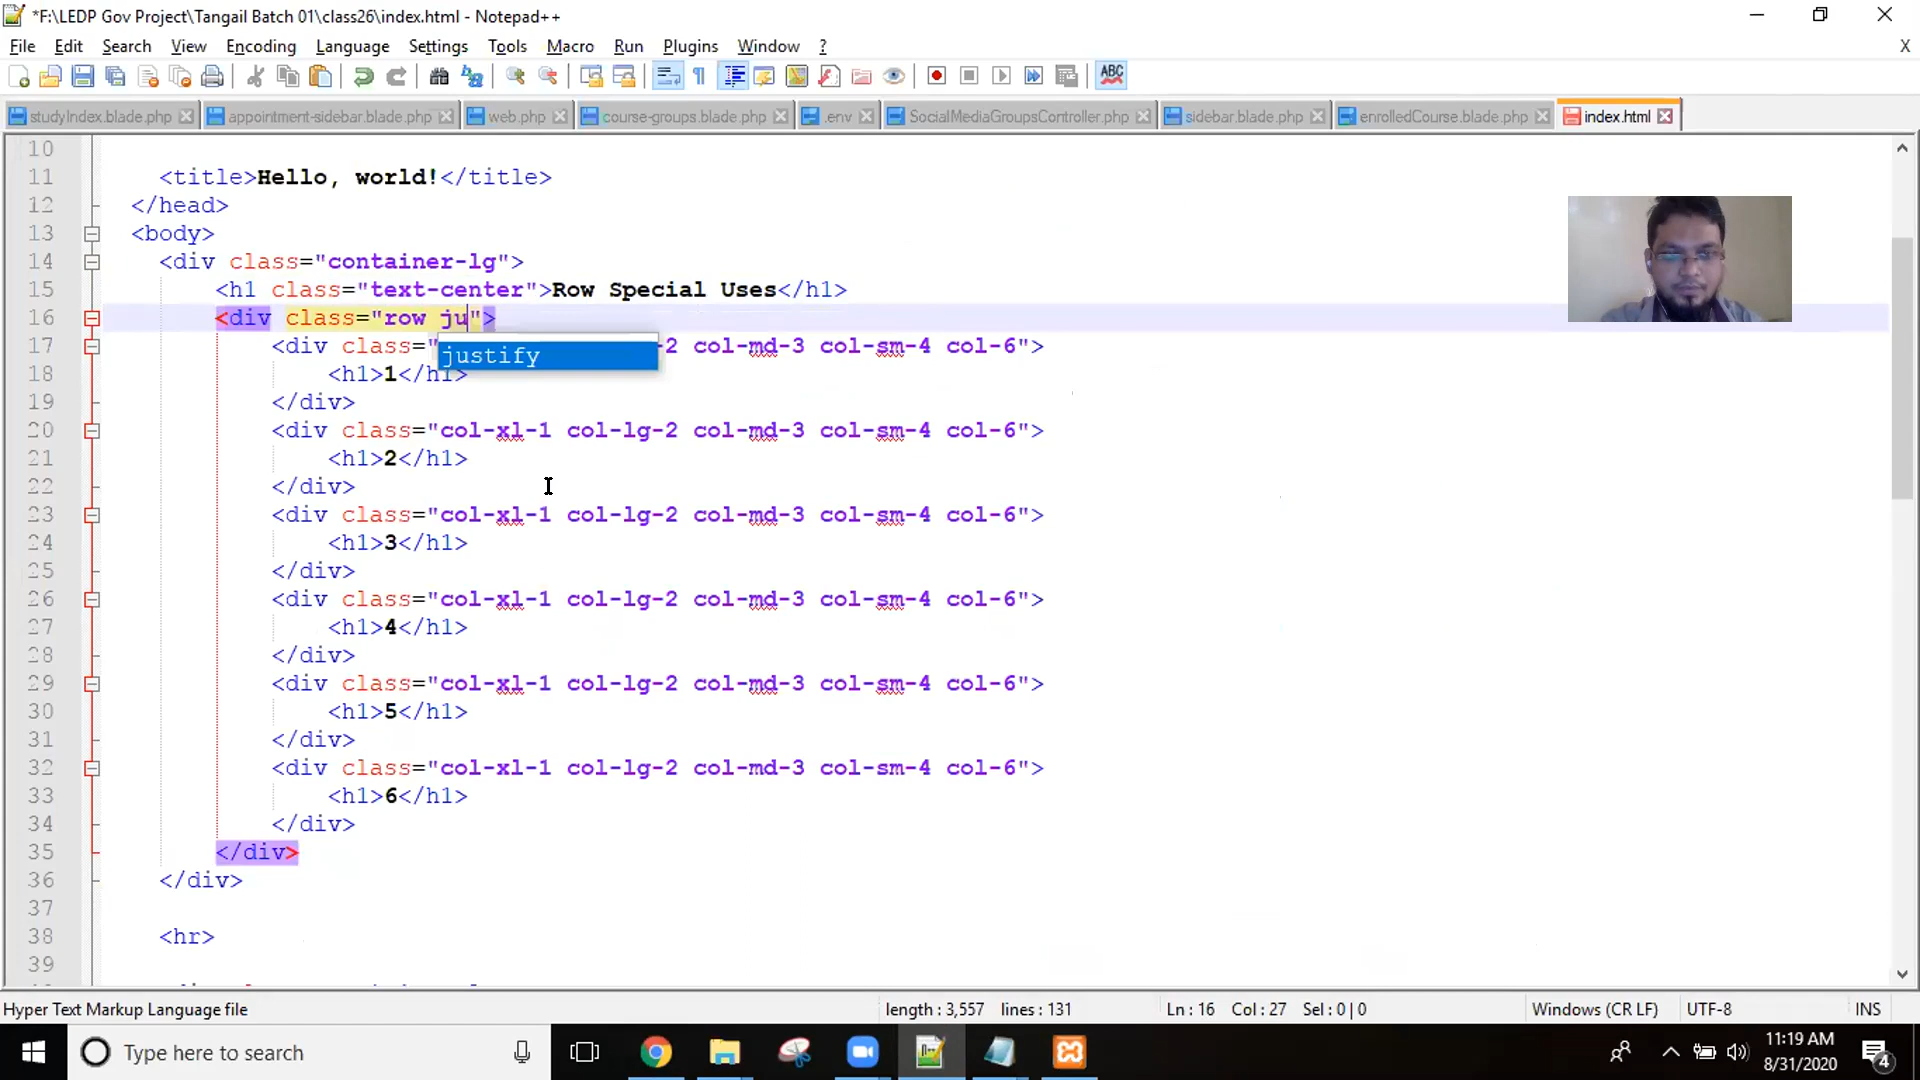 *F:\LEDP Gov Project\Tangail Batch 01\class26\index.html - Notepad++
File Edit Search View Encoding Language Settings Tools Macro Run Plugins Window ? X
ABC
studyIndex.blade.php appointment-sidebar.blade.php web.php course-groups.blade.php .env SocialMediaGroupsController.php sidebar.blade.php enrolledCourse.blade.php index.html
10
11 <title>Hello, world!</title>
12 </head>
13 <body>
14 <div class="container-lg">
15 <h1 class="text-center">Row Special Uses</h1>
16 <div class="row ju">
17 <div class=" -2 col-md-3 col-sm-4 col-6">
justify
18 <h1>1</h1>
19 </div>
20 <div class="col-xl-1 col-lg-2 col-md-3 col-sm-4 col-6">
21 <h1>2</h1>
22 </div>
23 <div class="col-xl-1 col-lg-2 col-md-3 col-sm-4 col-6">
24 <h1>3</h1>
25 </div>
26 <div class="col-xl-1 col-lg-2 col-md-3 col-sm-4 col-6">
27 <h1>4</h1>
28 </div>
29 <div class="col-xl-1 col-lg-2 col-md-3 col-sm-4 col-6">
30 <h1>5</h1>
31 </div>
32 <div class="col-xl-1 col-lg-2 col-md-3 col-sm-4 col-6">
33 <h1>6</h1>
34 </div>
35 </div>
36 </div>
37
38 <hr>
39
Hyper Text Markup Language file length : 3,557 lines : 131 Ln : 16 Col : 27 Sel : 0 | 0 Windows (CR LF) UTF-8 INS
Type here to search
11:19 AM
8/31/2020
4